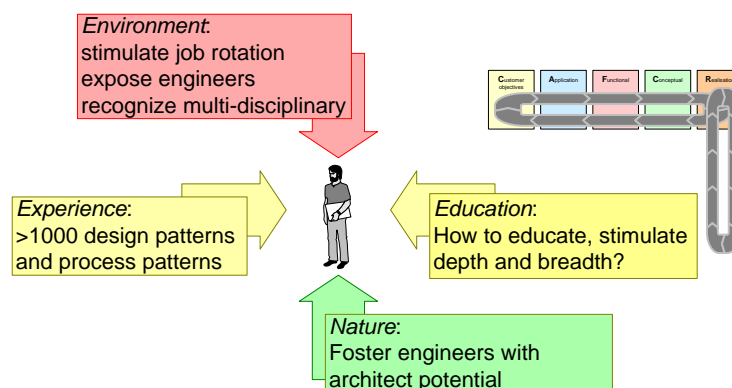 Environment:
stimulate job rotation
expose engineers
recognize multi-disciplinary
Customer
objectives
Application
Functional
Conceptual
Realisation
Experience:
>1000 design patterns
and process patterns
Education:
How to educate, stimulate
depth and breadth?
Nature:
Foster engineers with
architect potential